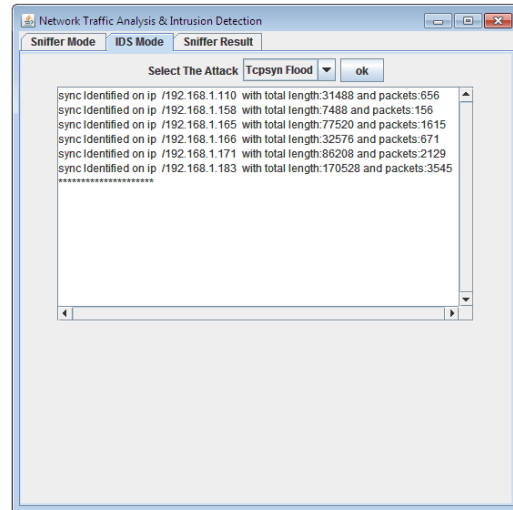 Network Traffic Analysis & Intrusion Detection
Sniffer Mode IDS Mode Sniffer Result
Select The Attack Tcpsyn Flood ok
sync Identified on ip /192.168.1.110 with total length:31488 and packets:656
sync Identified on ip /192.168.1.158 with total length:7488 and packets:156
sync Identified on ip /192.168.1.165 with total length:77520 and packets:1615
sync Identified on ip /192.168.1.166 with total length:32576 and packets:671
sync Identified on ip /192.168.1.171 with total length:86208 and packets:2129
sync Identified on ip /192.168.1.183 with total length:170528 and packets:3545
*********************